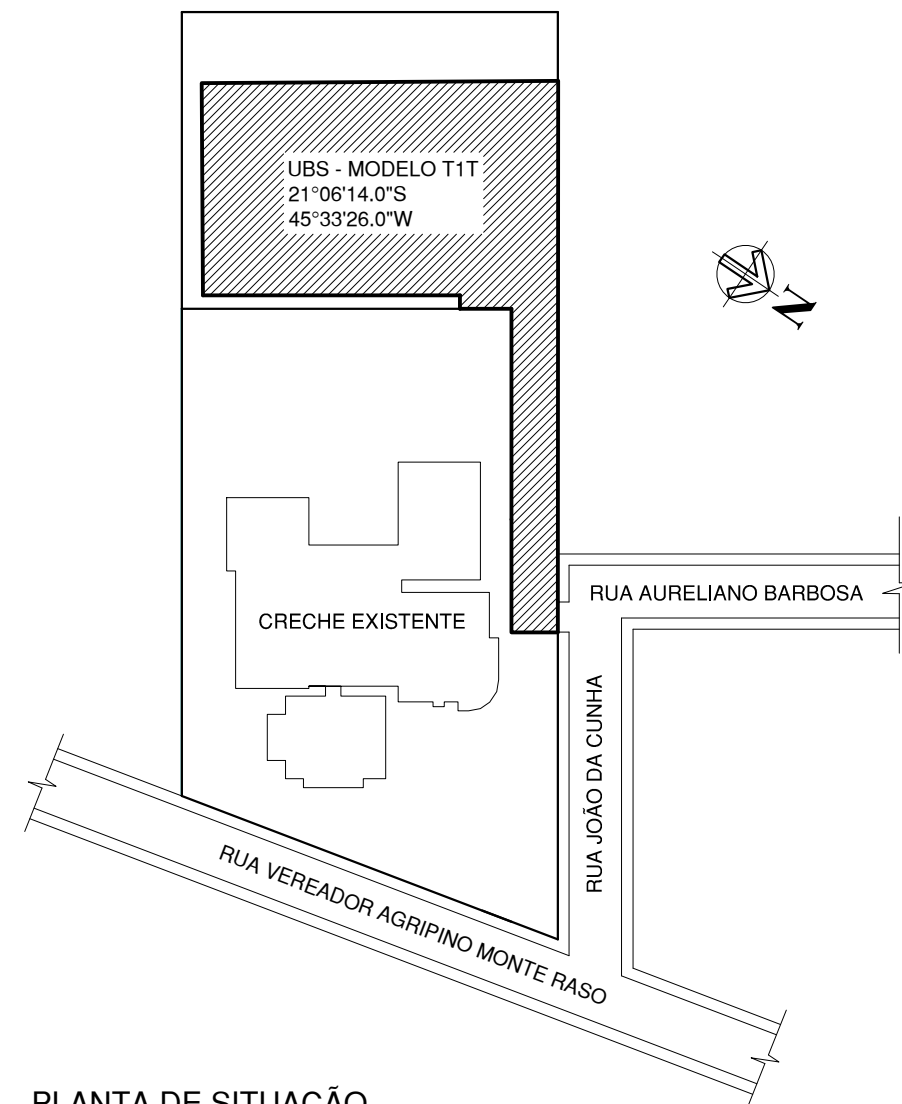 UBS - MODELO T1T
21°06'14.0"S
45°33'26.0"W
N
RUA AURELIANO BARBOSA
CRECHE EXISTENTE
RUA JOÃO DA CUNHA
RUA VEREADOR AGRIPINO MONTE RASO
PLANTA DE SITUAÇÃO